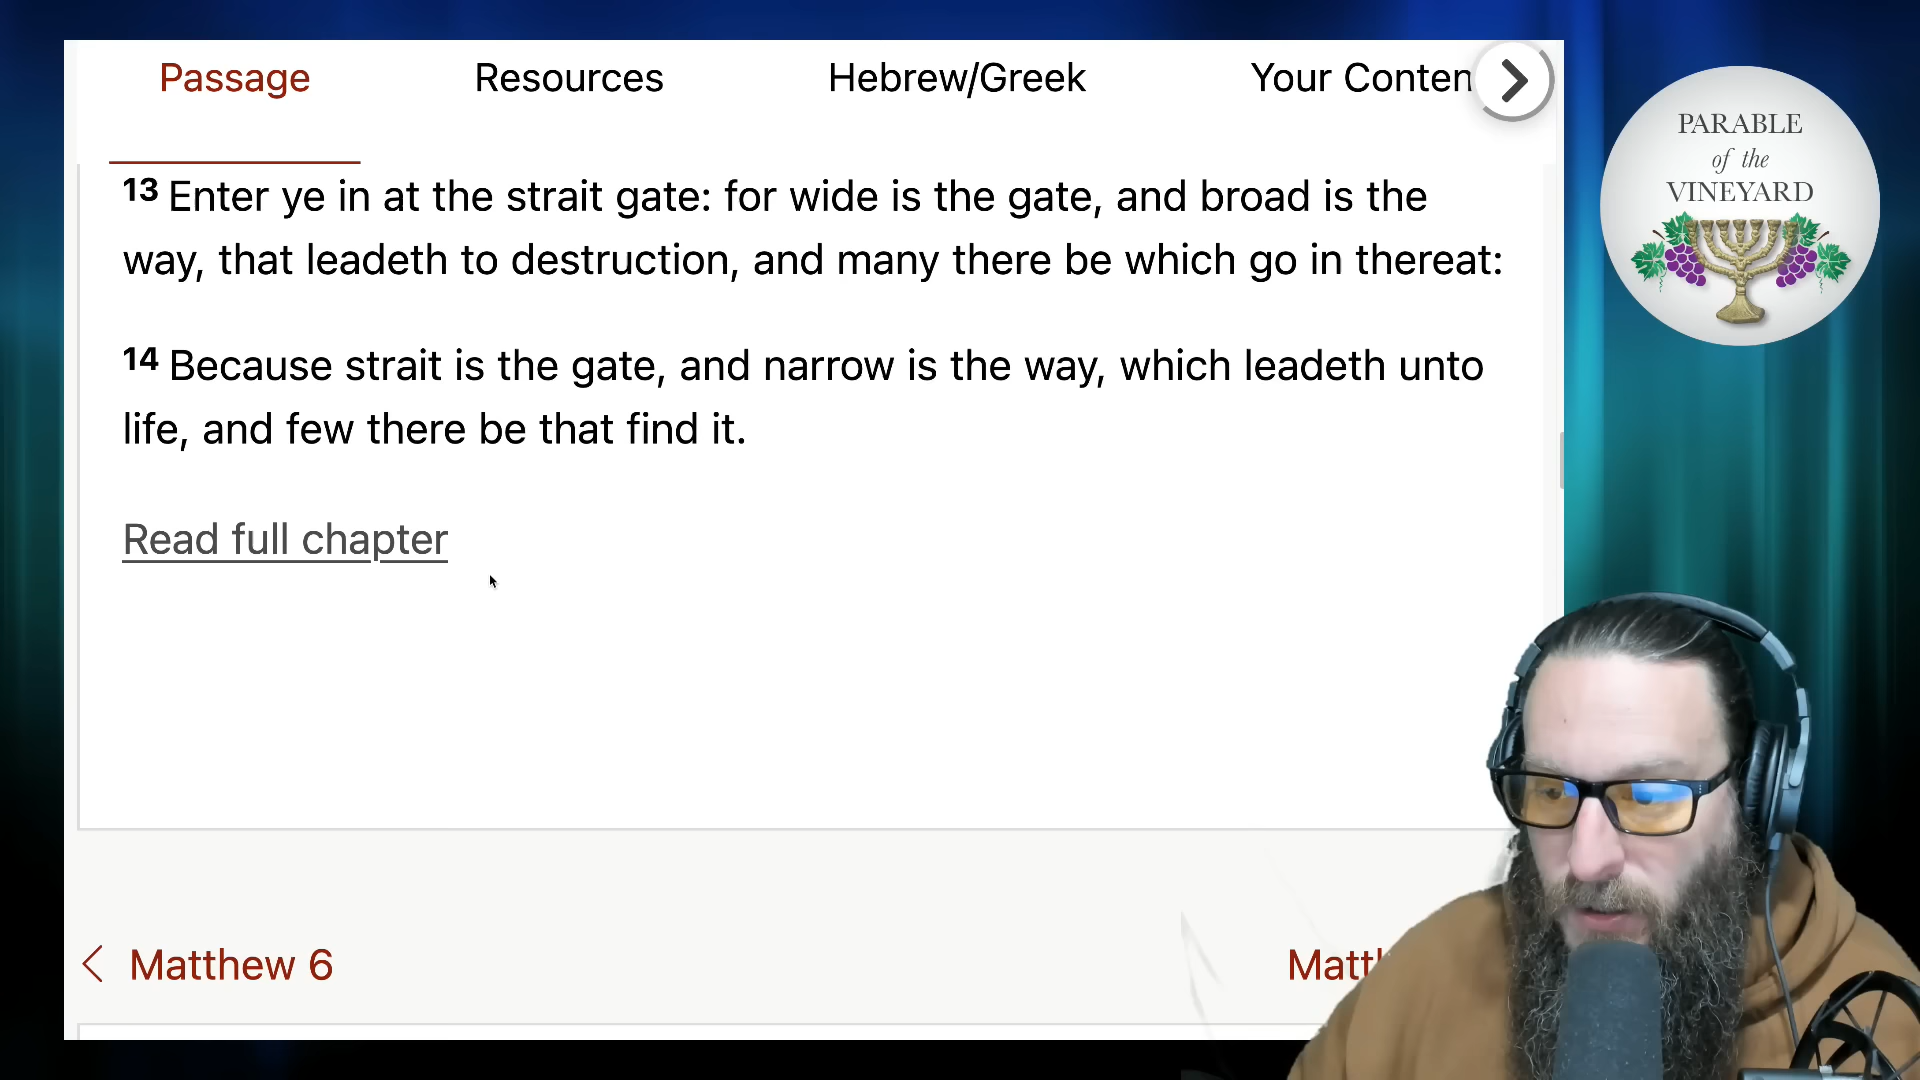 Passage
Resources
Hebrew/Greek
Your Conten
PARABLE
of the
VINEYARD
13 Enter ye in at the strait gate: for wide is the gate, and broad is the
way, that leadeth to destruction, and many there be which go in thereat:
14 Because strait is the gate, and narrow is the way, which leadeth unto
life, and few there be that find it.
Read full chapter
Matthew 6
Matt